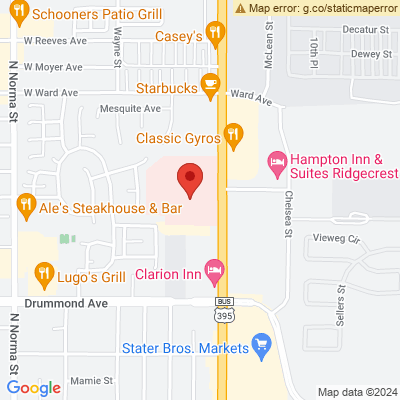 Map error: g.co/staticmaperror
Schooners Patio Grill
Casey's
Decatur St
W Reeves Ave
Wayne St
McLean St
10th Pl
Dewey St
W Moyer Ave
N Norma St
Starbucks
W Ward Ave
Ward Ave
Mesquite Ave
Classic Gyros
Hampton Inn &
Suites Ridgecrest
Chelsea St
Ale's Steakhouse & Bar
Vieweg Cir
Lugo's Grill
Clarion Inn
Sellers St
Drummond Ave
BUS
395
N Norma St
Stater Bros. Markets
Mamie St
Google
Map data ©2024